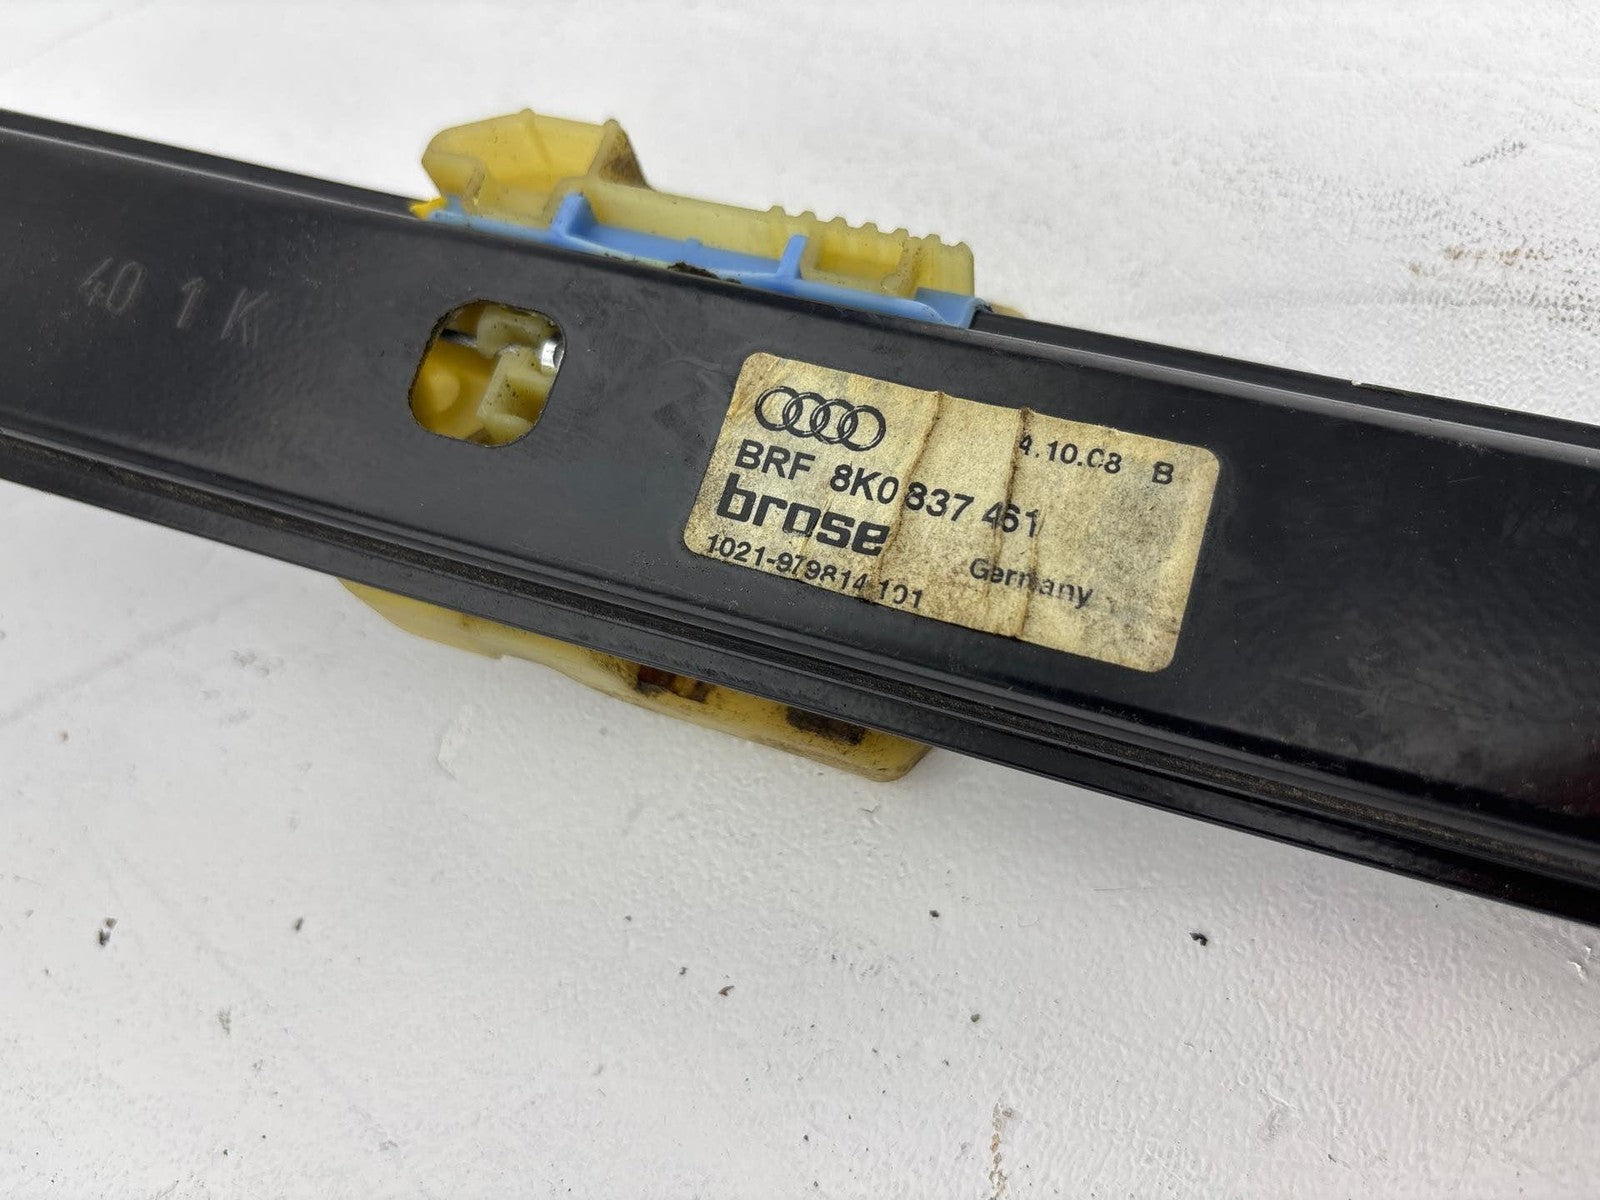 40 1 K
4.10.08 B
BRF 8K0 837 461
brose
1021-979814 101
Germany